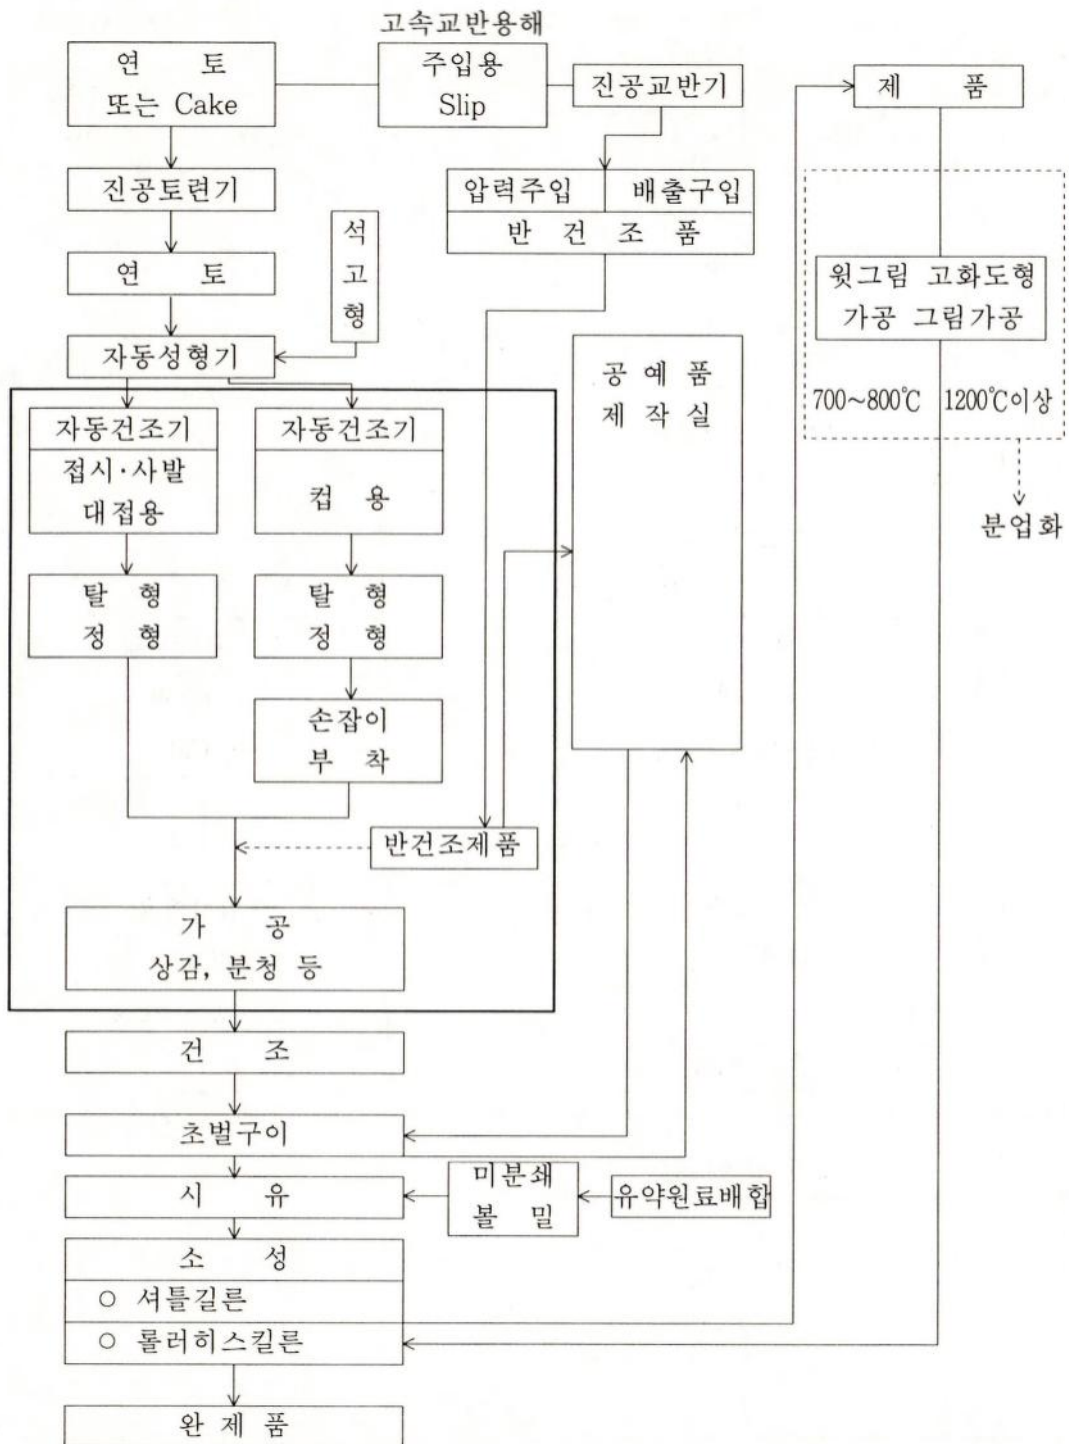 고속교반용해
연 토
또는 Cake
주입용
Slip
진공교반기
제 품
진공토련기
압력주입 배출구입
반 건 조 품
석
고
형
연 토
윗그림 고화도형
가공 그림가공
자동성형기
공 예 품
제 작 실
700~800℃ 1200℃이상
자동건조기
접시·사발
대접용
자동건조기
컵 용
분업화
탈 형
정 형
탈 형
정 형
손잡이
부 착
반건조제품
가 공
상감, 분청 등
건 조
초벌구이
시 유
미분쇄
볼 밀
유약원료배합
소 성
○ 셔틀길른
○ 롤러히스킬른
완 제 품